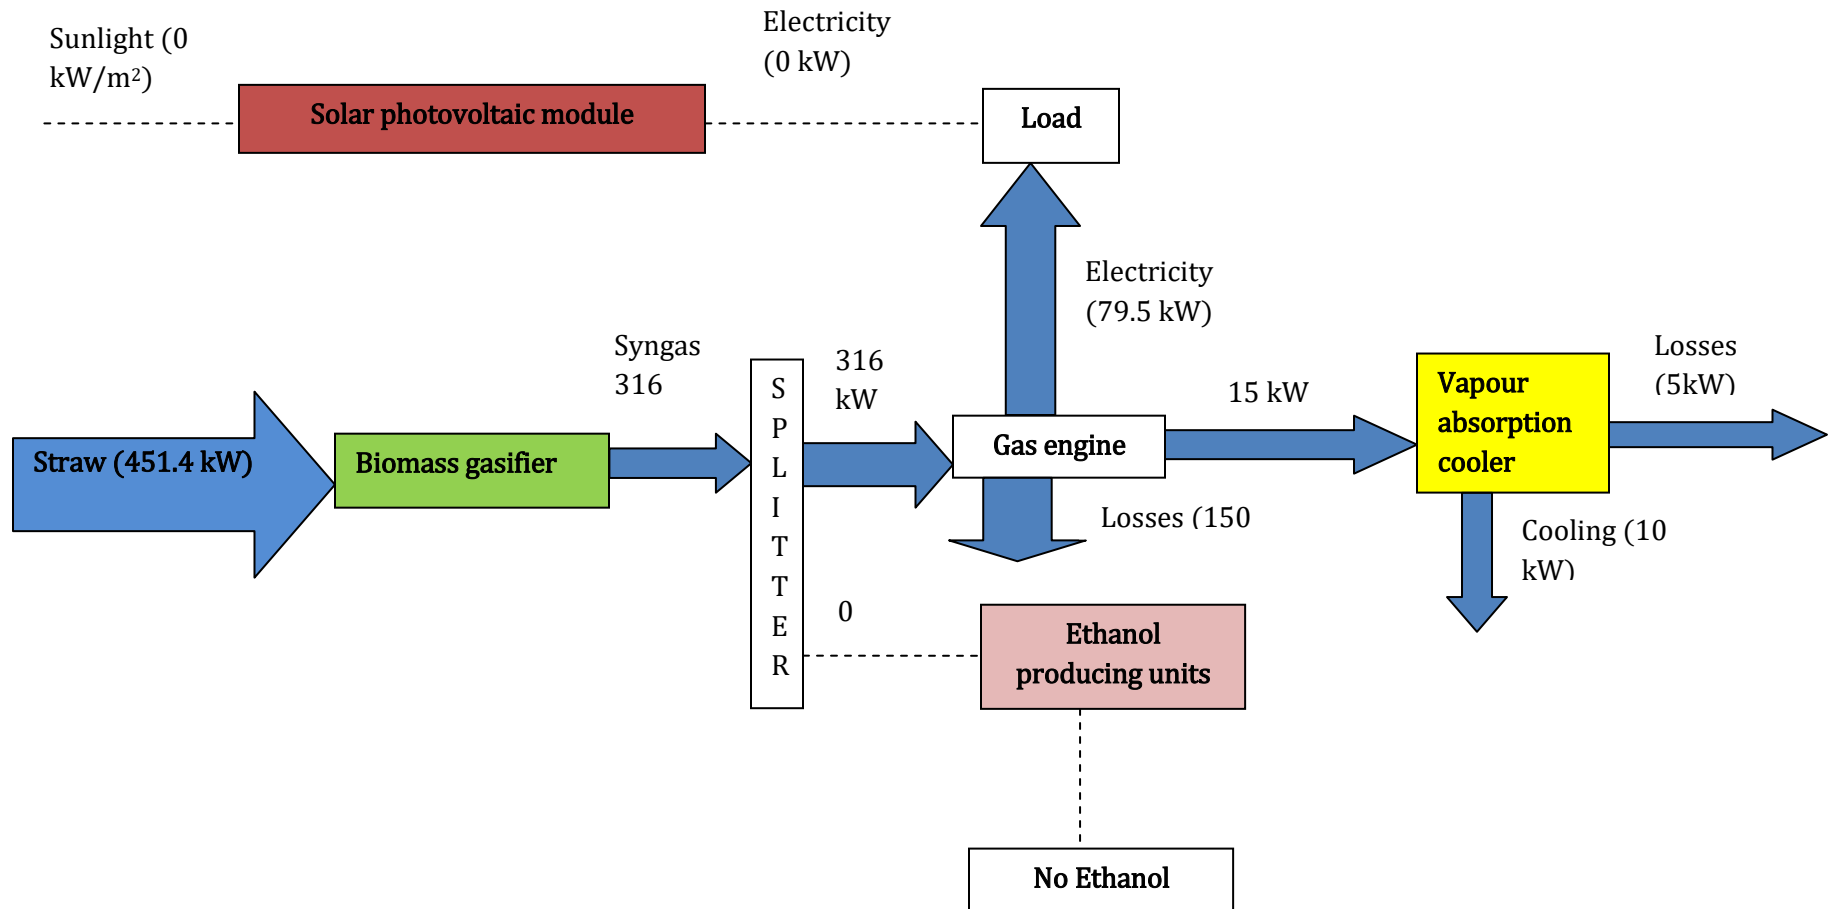 Sunlight (0
kW/m²)
Electricity
(0 kW)
Solar photovoltaic module
Load
Electricity
(79.5 kW)
Syngas
316
316
kW
S
P
L
I
T
T
E
R
15 kW
Losses
(5kW)
Vapour
absorption
cooler
Straw (451.4 kW)
Biomass gasifier
Gas engine
Losses (150
Cooling (10
kW)
0
Ethanol
producing units
No Ethanol